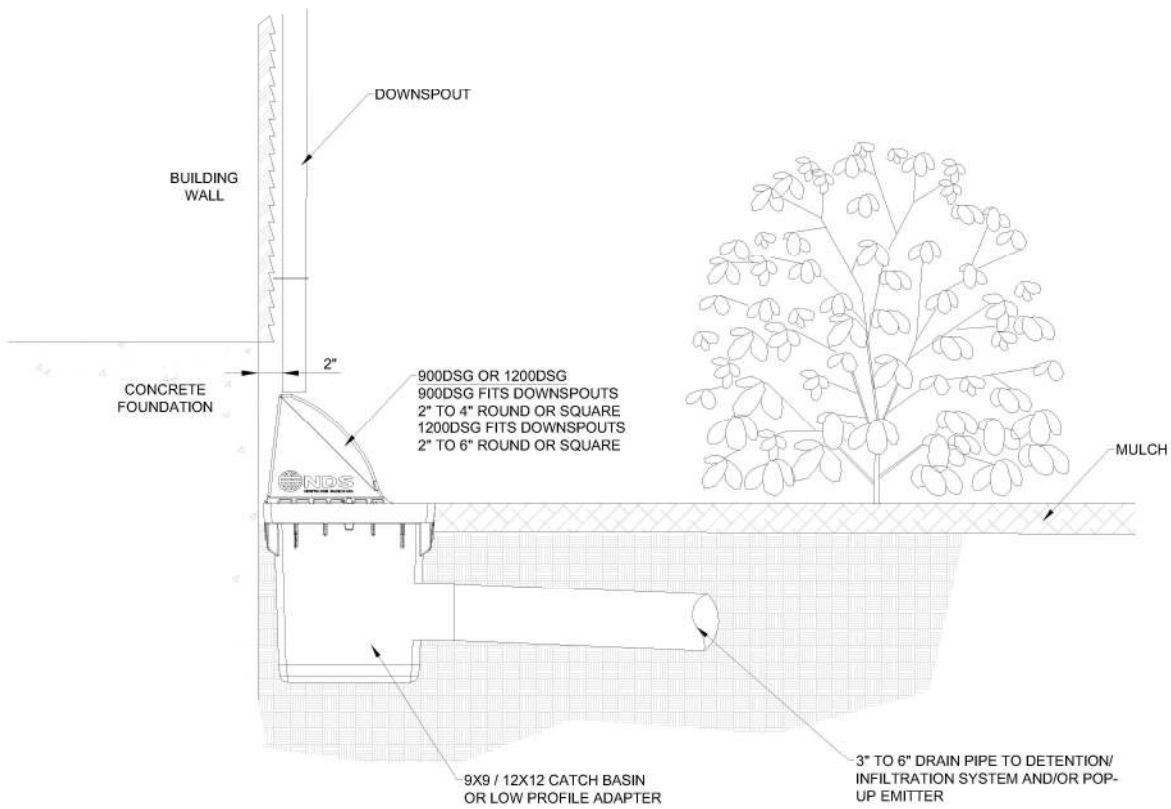 DOWNSPOUT
BUILDING
WALL
2"
CONCRETE
FOUNDATION
900DSG OR 1200DSG
900DSG FITS DOWNSPOUTS
2" TO 4" ROUND OR SQUARE
1200DSG FITS DOWNSPOUTS
2" TO 6" ROUND OR SQUARE
NDS
MULCH
9X9 / 12X12 CATCH BASIN
OR LOW PROFILE ADAPTER
3" TO 6" DRAIN PIPE TO DETENTION/
INFILTRATION SYSTEM AND/OR POP-
UP EMITTER